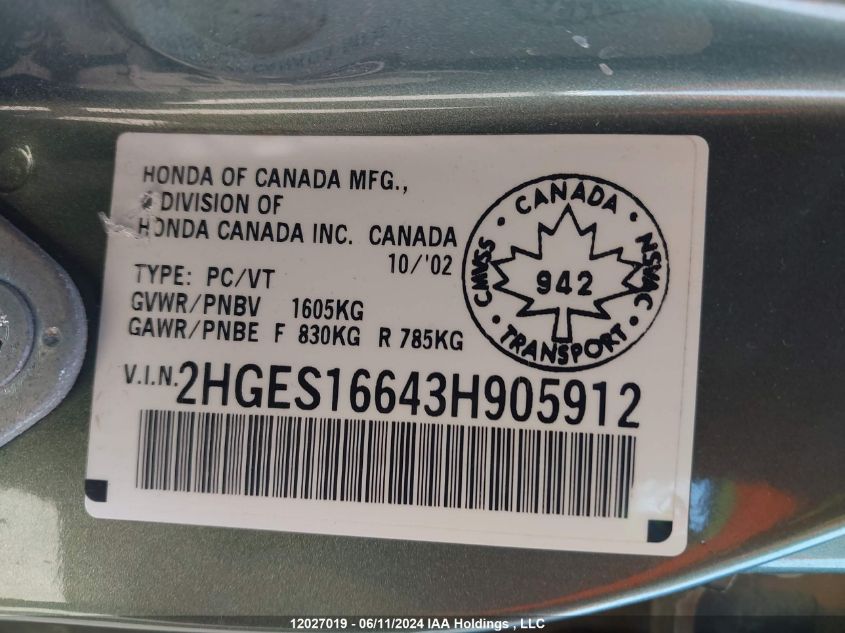 HONDA OF CANADA MFG.,
DIVISION OF
HONDA CANADA INC. CANADA
10/'02
TYPE: PC/VT
GVWR/PNBV 1605KG
GAWR/PNBE F 830KG R 785KG
V.I.N. 2HGES16643H905912
CANADA
CMVSS
942
NSVAC
TRANSPORT
12027019 - 06/11/2024 IAA Holdings , LLC